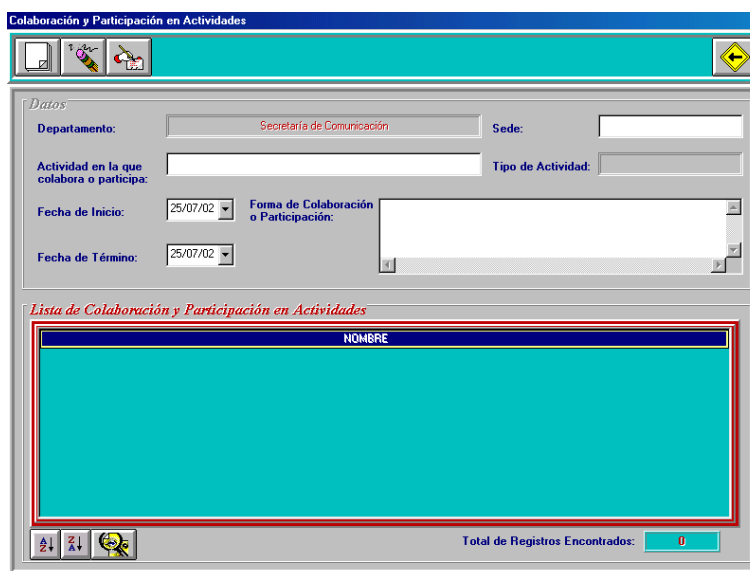 Colaboración y Participación en Actividades
Datos
Departamento: Secretaría de Comunicación Sede:
Actividad en la que
colabora o participa:
Tipo de Actividad:
Fecha de Inicio: 25/07/02
Forma de Colaboración
o Participación:
Fecha de Término: 25/07/02
Lista de Colaboración y Participación en Actividades
NOMBRE
A
Z
Z
A
Total de Registros Encontrados: 0